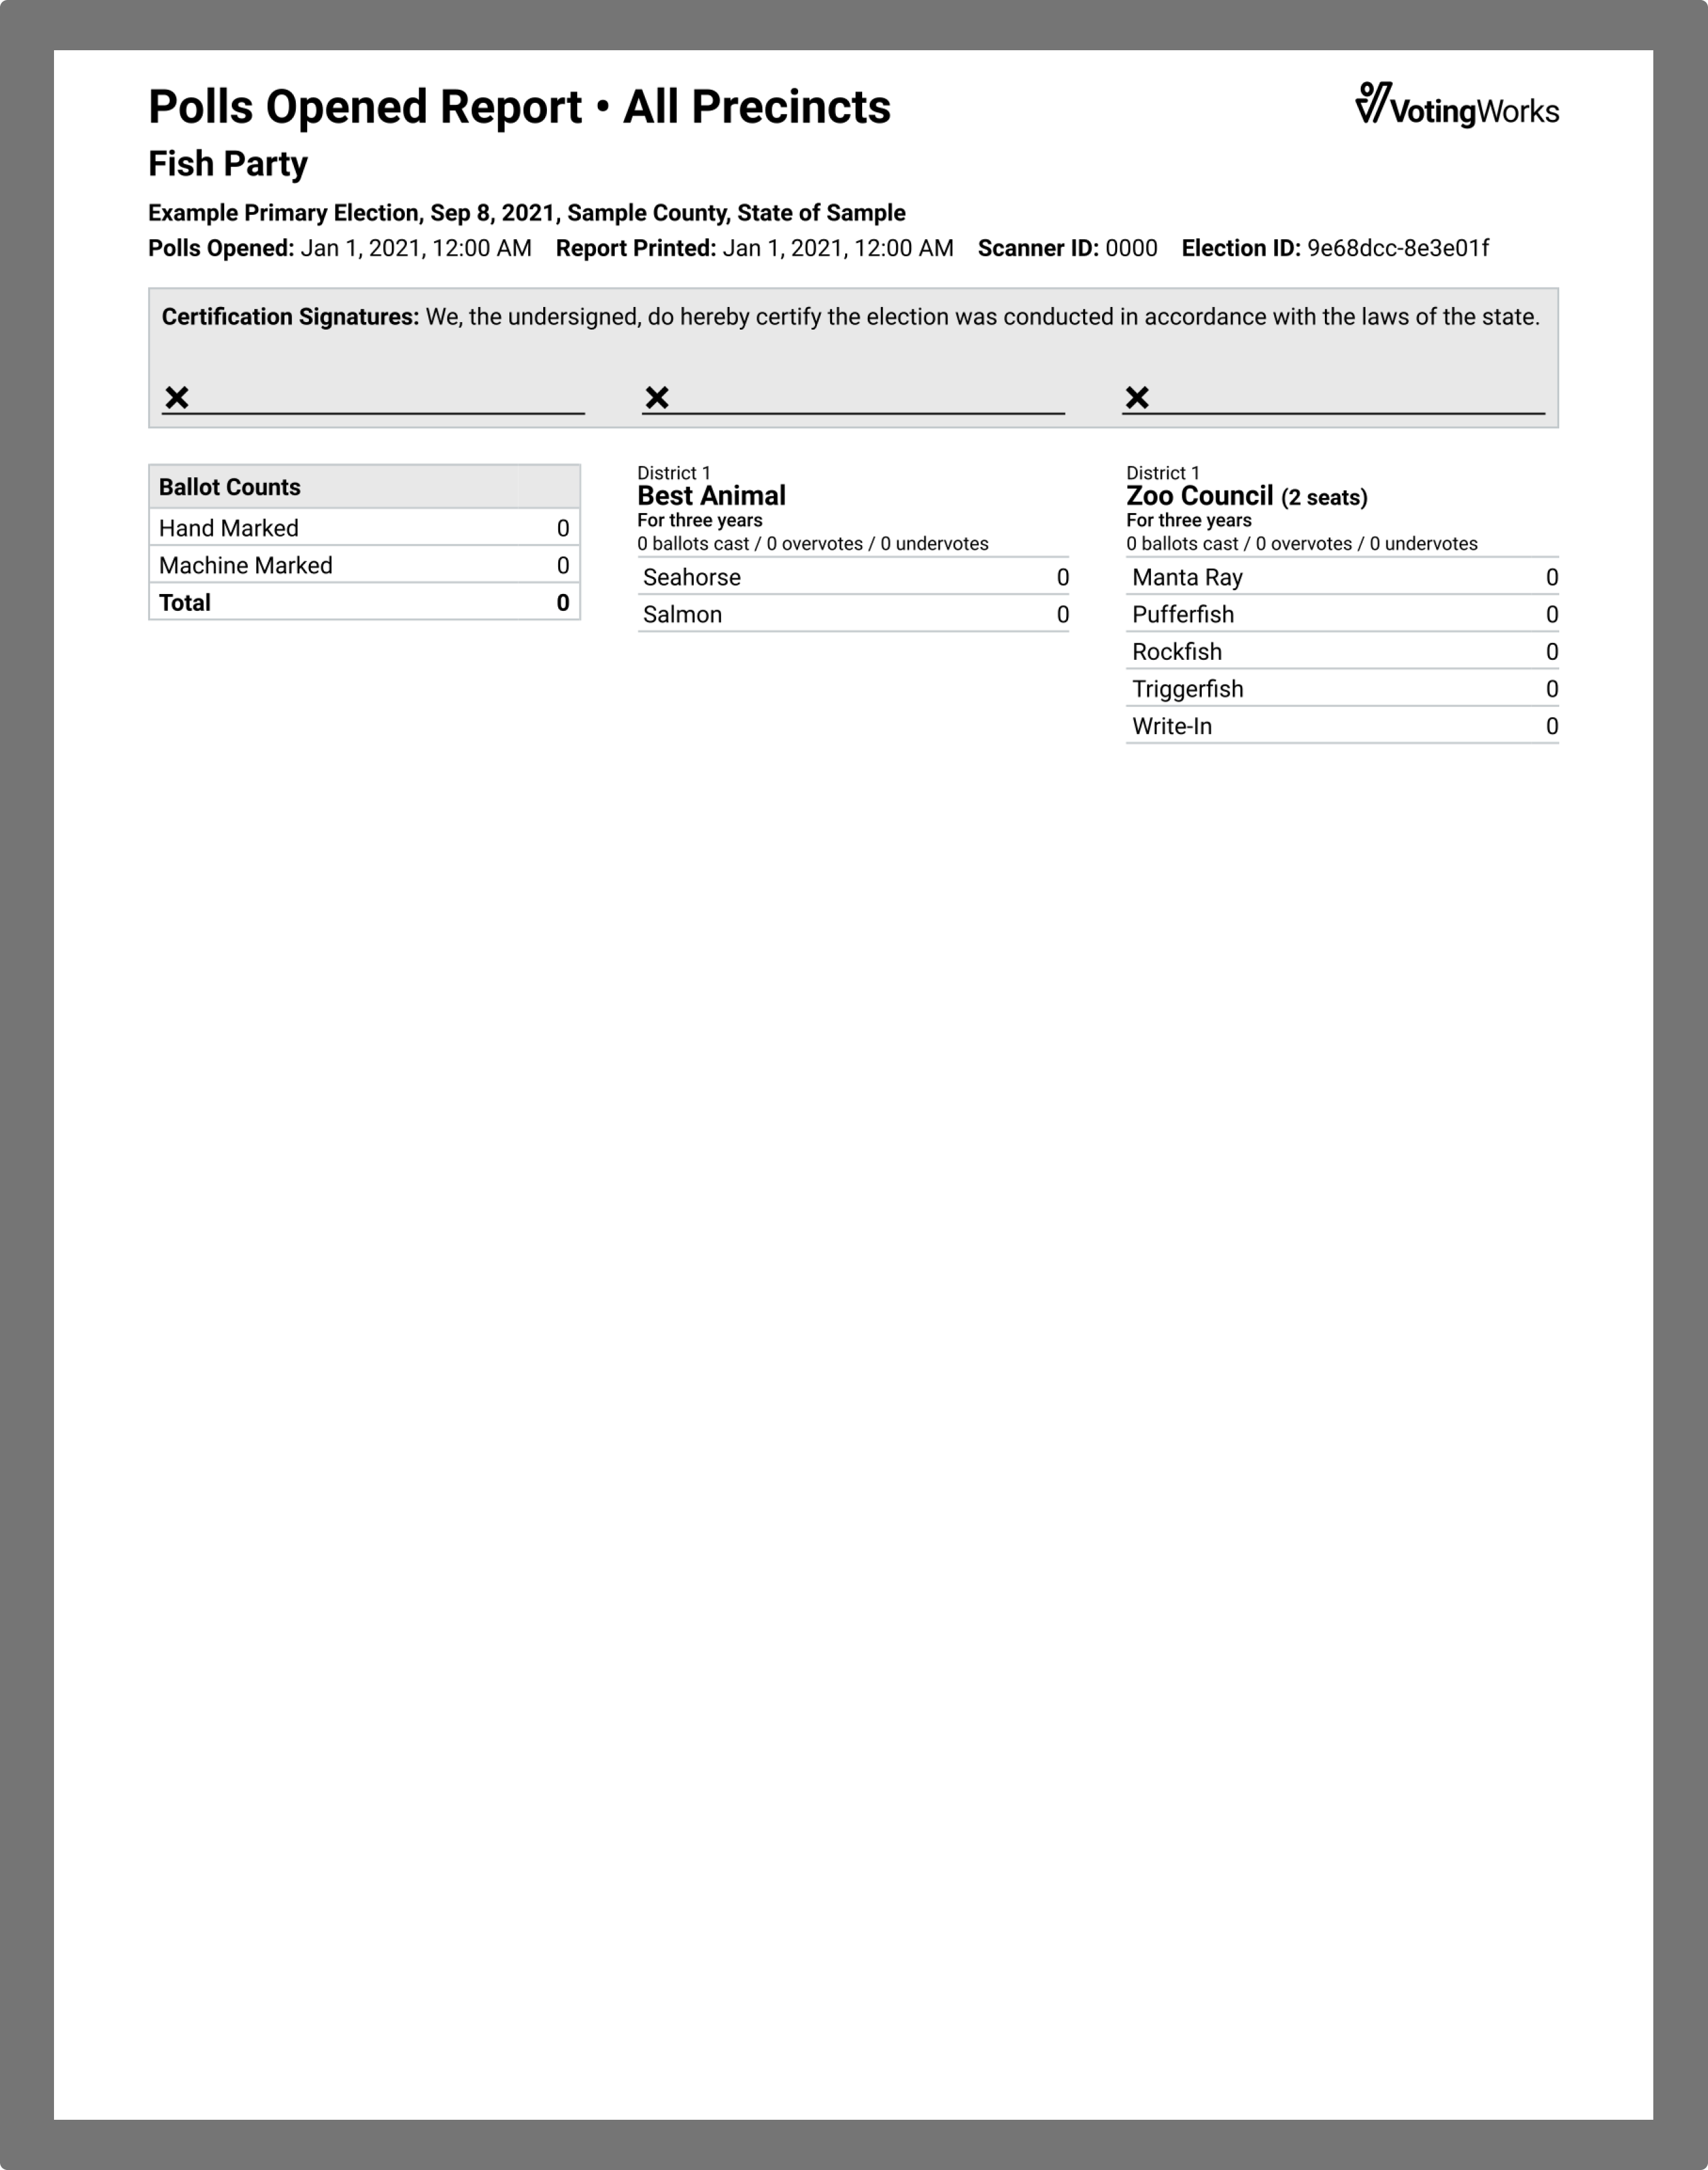 Polls Opened Report • All Precincts
VotingWorks
Fish Party
Example Primary Election, Sep 8, 2021, Sample County, State of Sample
Polls Opened: Jan 1, 2021, 12:00 AM Report Printed: Jan 1, 2021, 12:00 AM Scanner ID: 0000 Election ID: 9e68dcc-8e3e01f
Certification Signatures: We, the undersigned, do hereby certify the election was conducted in accordance with the laws of the state.
Ballot Counts
Hand Marked 0
Machine Marked 0
Total 0
District 1
Best Animal
For three years
0 ballots cast / 0 overvotes / 0 undervotes
Seahorse 0
Salmon 0
District 1
Zoo Council (2 seats)
For three years
0 ballots cast / 0 overvotes / 0 undervotes
Manta Ray 0
Pufferfish 0
Rockfish 0
Triggerfish 0
Write-In 0